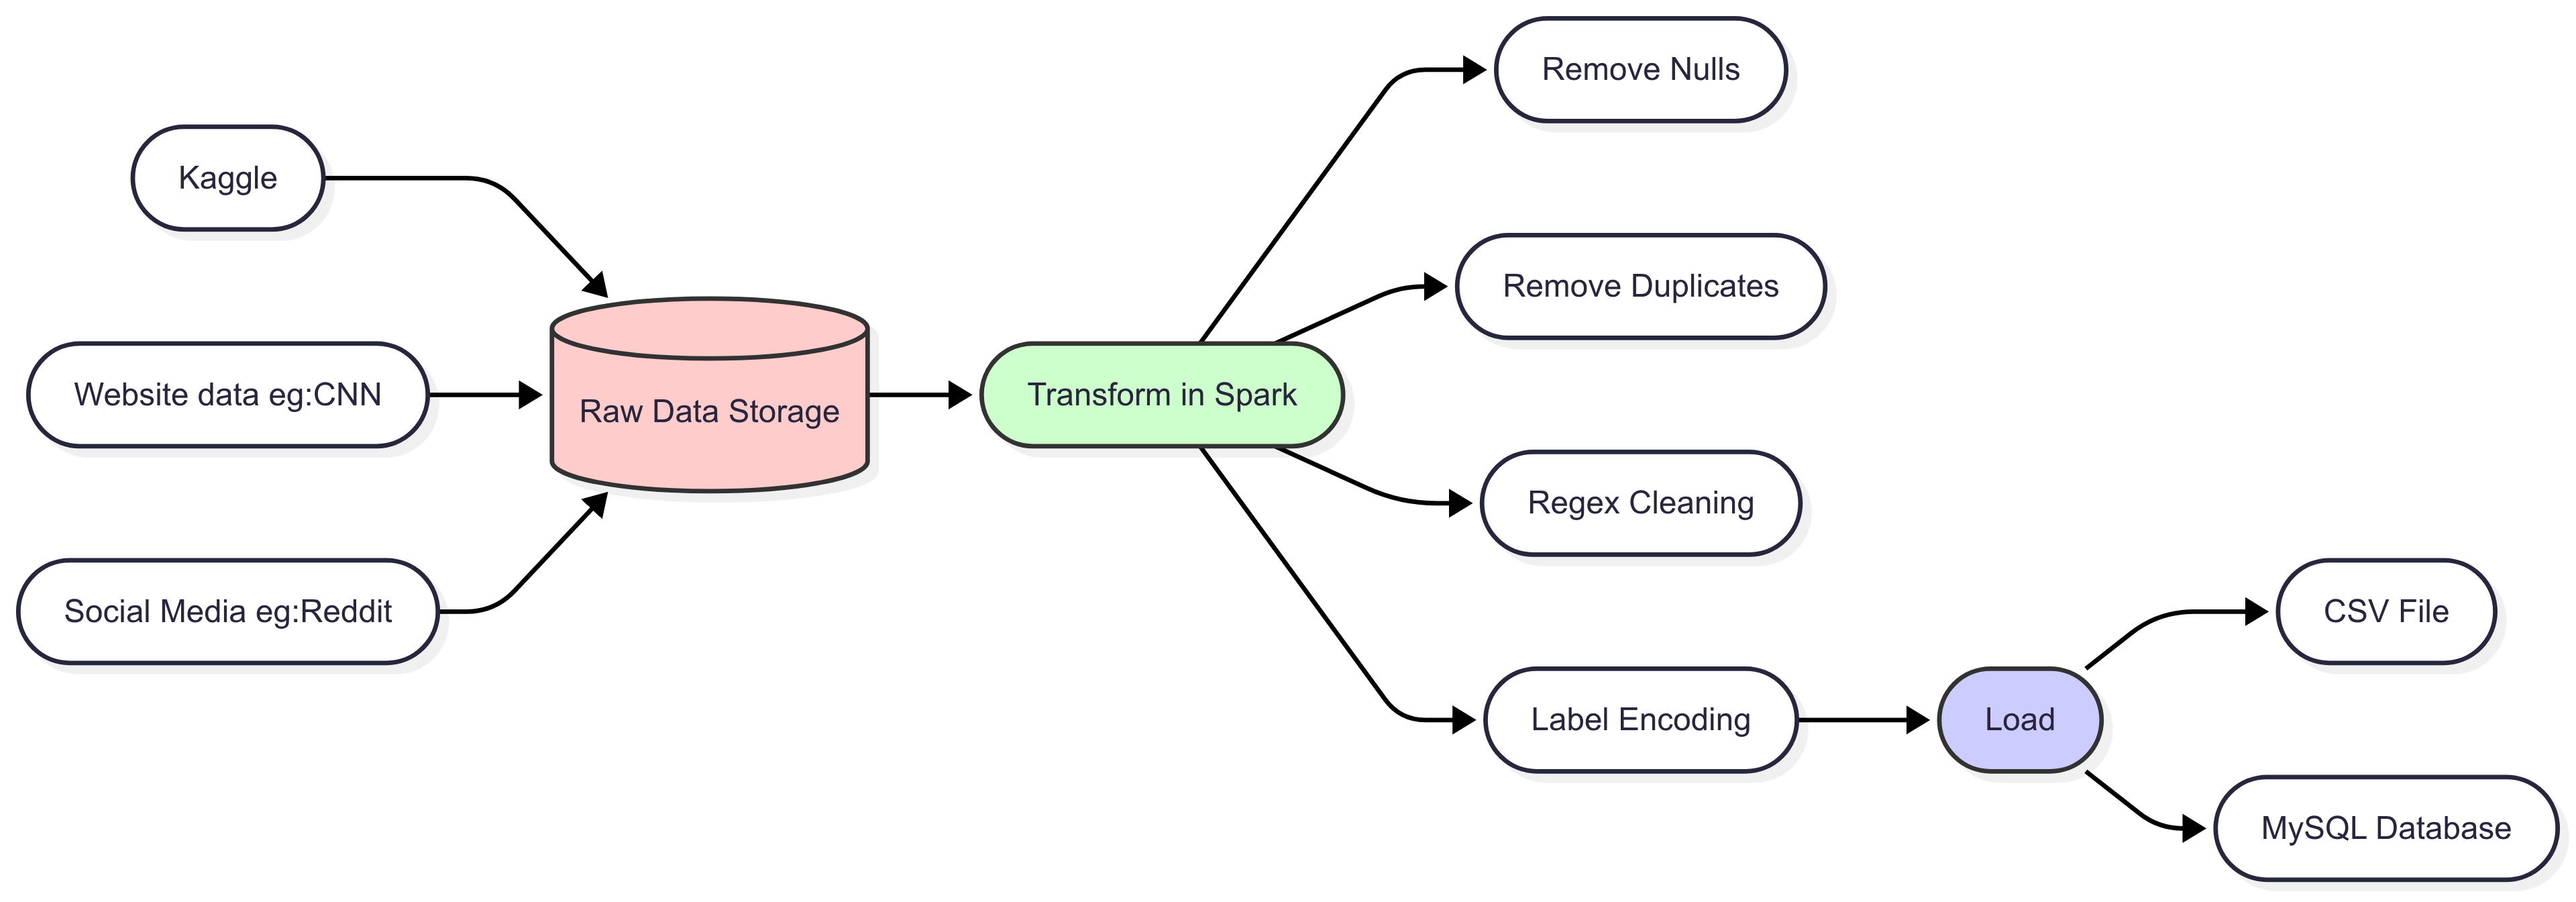 Kaggle
Website data eg:CNN
Social Media eg:Reddit
Raw Data Storage
Transform in Spark
Remove Nulls
Remove Duplicates
Regex Cleaning
Label Encoding
Load
CSV File
MySQL Database